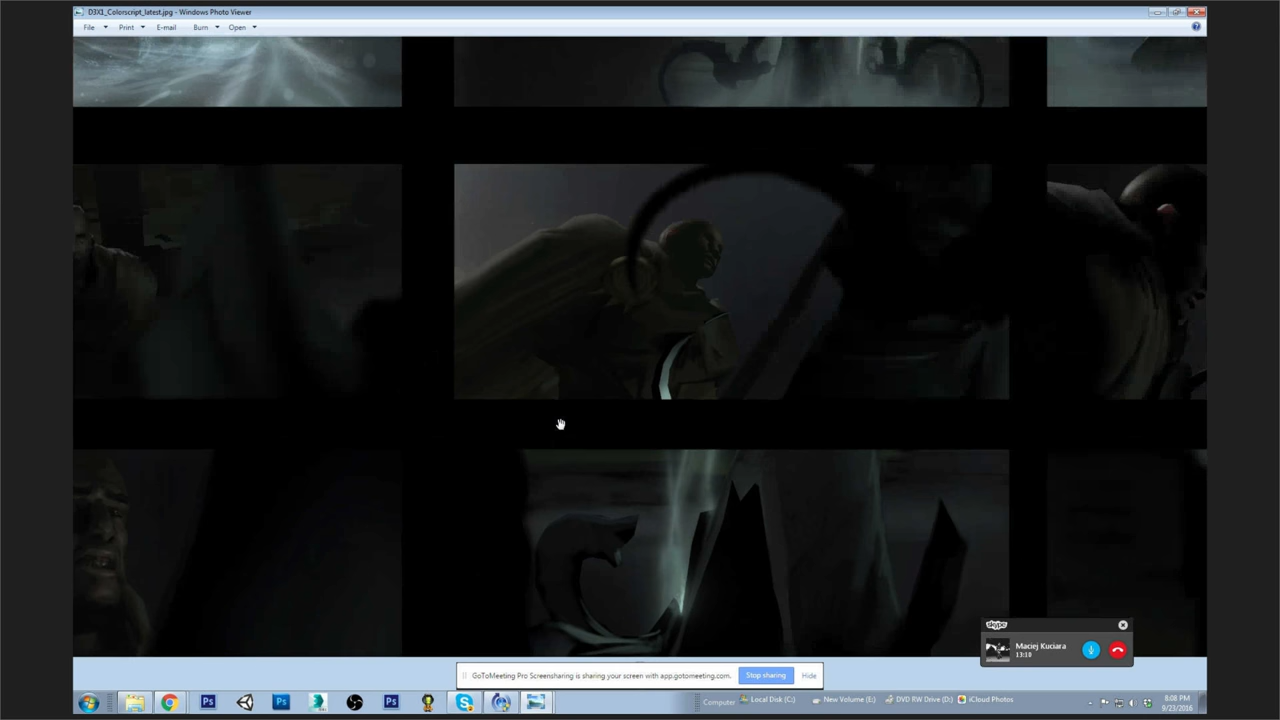 D3X1_Colorscript_latest.jpg - Windows Photo Viewer
File Print E-mail Burn Open
skype
Maciej Kuciara
13:10
GoToMeeting Pro Screensharing is sharing your screen with app.gotomeeting.com. Stop sharing Hide
Computer Local Disk (C:) New Volume (E:) DVD RW Drive (D:) iCloud Photos
8:08 PM
9/23/2016